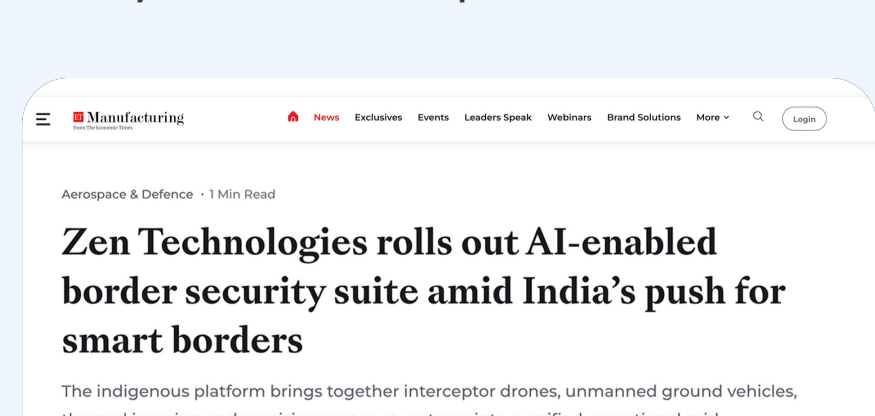 ET Manufacturing
From The Economic Times
News Exclusives Events Leaders Speak Webinars Brand Solutions More Login
Aerospace & Defence · 1 Min Read
Zen Technologies rolls out AI-enabled
border security suite amid India's push for
smart borders
The indigenous platform brings together interceptor drones, unmanned ground vehicles,